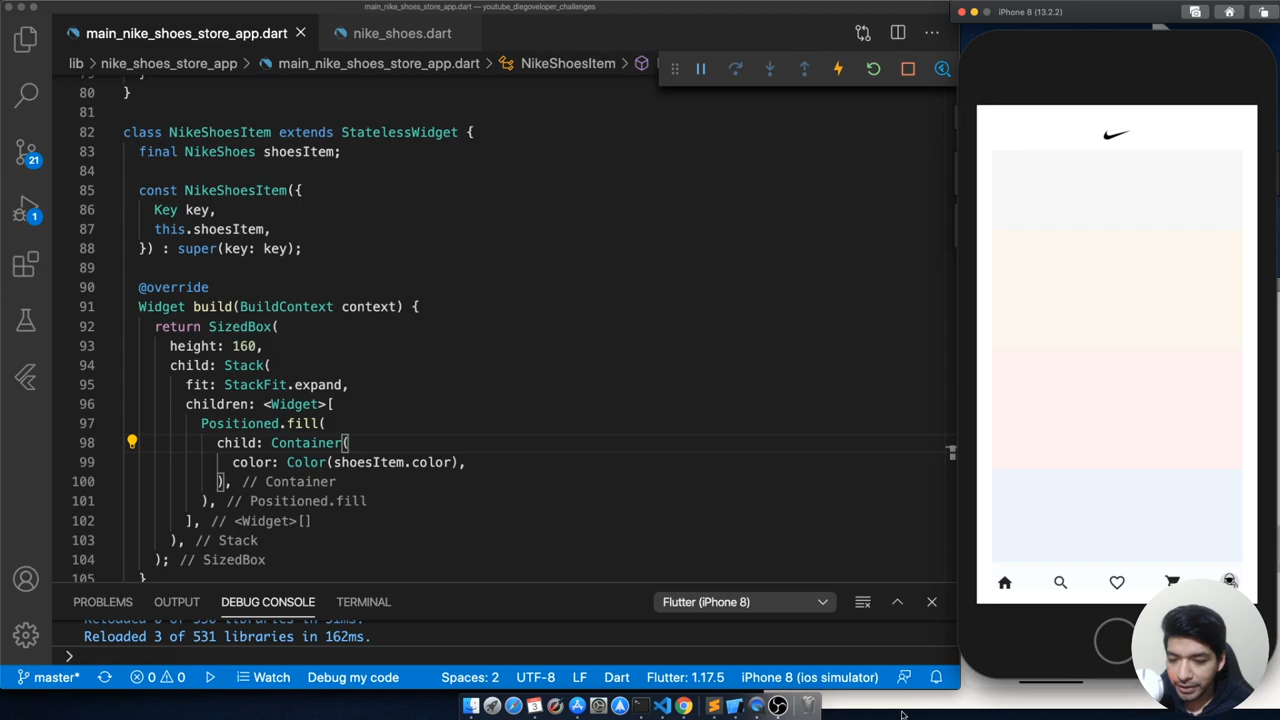 main_nike_shoes_store_app.dart — youtube_diegoveloper_challenges
iPhone 8 (13.2.2)
main_nike_shoes_store_app.dart
nike_shoes.dart
lib > nike_shoes_store_app > main_nike_shoes_store_app.dart > NikeShoesItem >
80 }
81
82 class NikeShoesItem extends StatelessWidget {
83 final NikeShoes shoesItem;
84
85 const NikeShoesItem({
86 Key key,
87 this.shoesItem,
88 }) : super(key: key);
89
90 @override
91 Widget build(BuildContext context) {
92 return SizedBox(
93 height: 160,
94 child: Stack(
95 fit: StackFit.expand,
96 children: <Widget>[
97 Positioned.fill(
98 child: Container(
99 color: Color(shoesItem.color),
100 ), // Container
101 ), // Positioned.fill
102 ], // <Widget>[]
103 ), // Stack
104 ); // SizedBox
105 }
21
1
PROBLEMS OUTPUT DEBUG CONSOLE TERMINAL
Flutter (iPhone 8)
Reloaded 3 of 531 libraries in 162ms.
>
master* 0 0 Watch Debug my code Spaces: 2 UTF-8 LF Dart Flutter: 1.17.5 iPhone 8 (ios simulator)
3